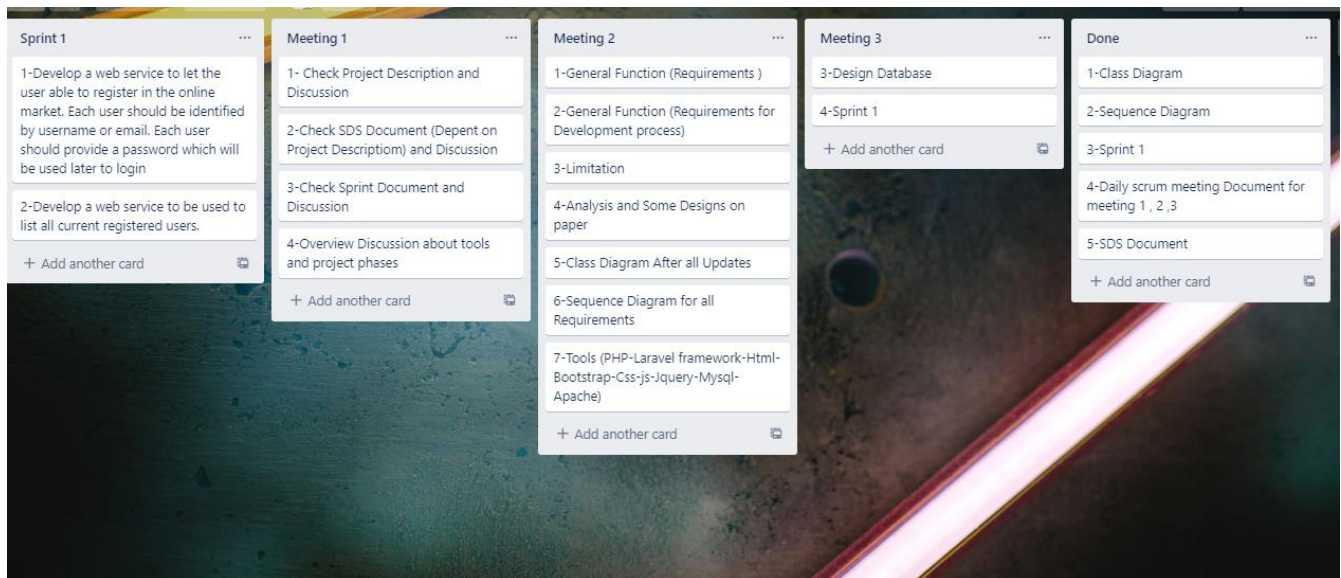 Sprint 1
1-Develop a web service to let the
user able to register in the online
market. Each user should be identified
by username or email. Each user
should provide a password which will
be used later to login
2-Develop a web service to be used to
list all current registered users.
+ Add another card
Meeting 1
1- Check Project Description and
Discussion
2-Check SDS Document (Depent on
Project Descriptiom) and Discussion
3-Check Sprint Document and
Discussion
4-Overview Discussion about tools
and project phases
+ Add another card
Meeting 2
1-General Function (Requirements )
2-General Function (Requirements for
Development process)
3-Limitation
4-Analysis and Some Designs on
paper
5-Class Diagram After all Updates
6-Sequence Diagram for all
Requirements
7-Tools (PHP-Laravel framework-Html-
Bootstrap-Css-js-Jquery-Mysql-
Apache)
+ Add another card
Meeting 3
3-Design Database
4-Sprint 1
+ Add another card
Done
1-Class Diagram
2-Sequence Diagram
3-Sprint 1
4-Daily scrum meeting Document for
meeting 1 , 2 ,3
5-SDS Document
+ Add another card